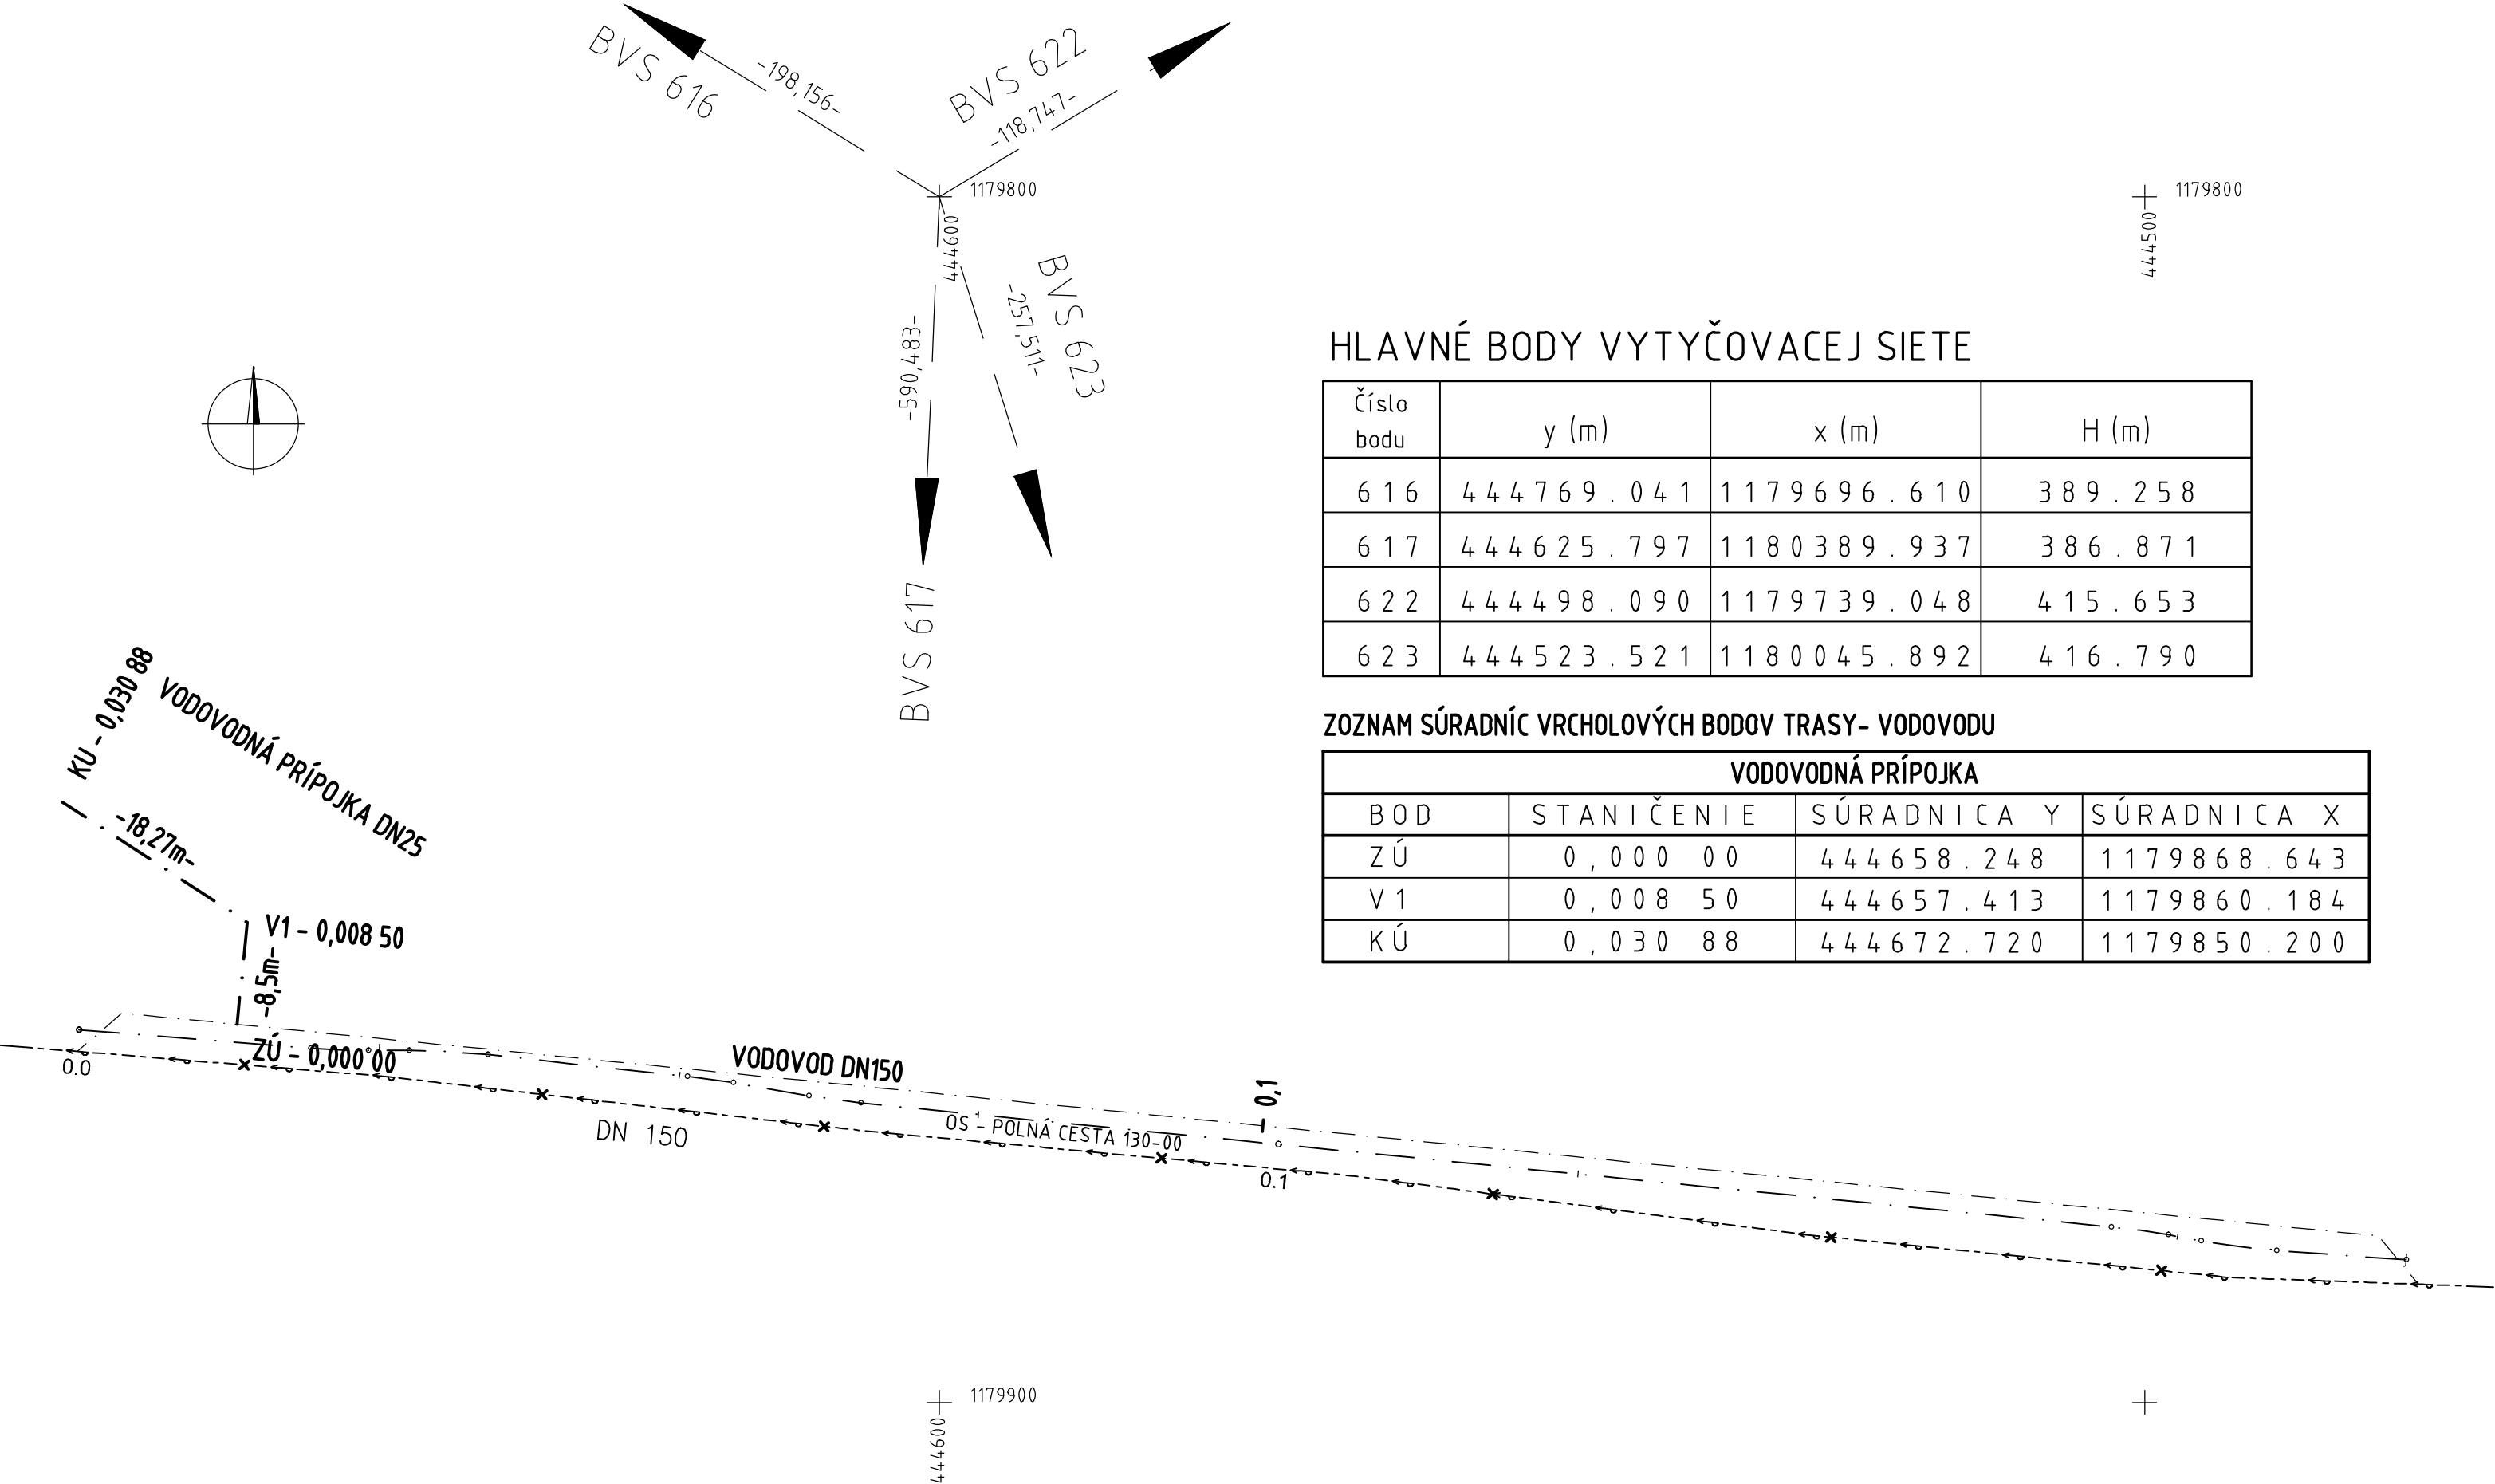 BVS 616
-198,156-
BVS 622
-118,747-
1179800
444600
1179800
444500
BVS 623
-257,511-
-590,483-
BVS 617
HLAVNÉ BODY VYTYČOVACEJ SIETE
Číslo bodu y (m) x (m) H (m)
616 444769.041 1179696.610 389.258
617 444625.797 1180389.937 386.871
622 444498.090 1179739.048 415.653
623 444523.521 1180045.892 416.790
ZOZNAM SÚRADNÍC VRCHOLOVÝCH BODOV TRASY- VODOVODU
VODOVODNÁ PRÍPOJKA
BOD STANIČENIE SÚRADNICA Y SÚRADNICA X
ZÚ 0,000 00 444658.248 1179868.643
V1 0,008 50 444657.413 1179860.184
KÚ 0,030 88 444672.720 1179850.200
KU - 0,030 88
VODOVODNÁ PRÍPOJKA DN25
-18,27m-
V1 - 0,008 50
-8,5m-
ZÚ - 0,000 00
0.0
VODOVOD DN150
DN 150
OS - POLNÁ CESTA 130-00
- 0,1
0.1
1179900
444600